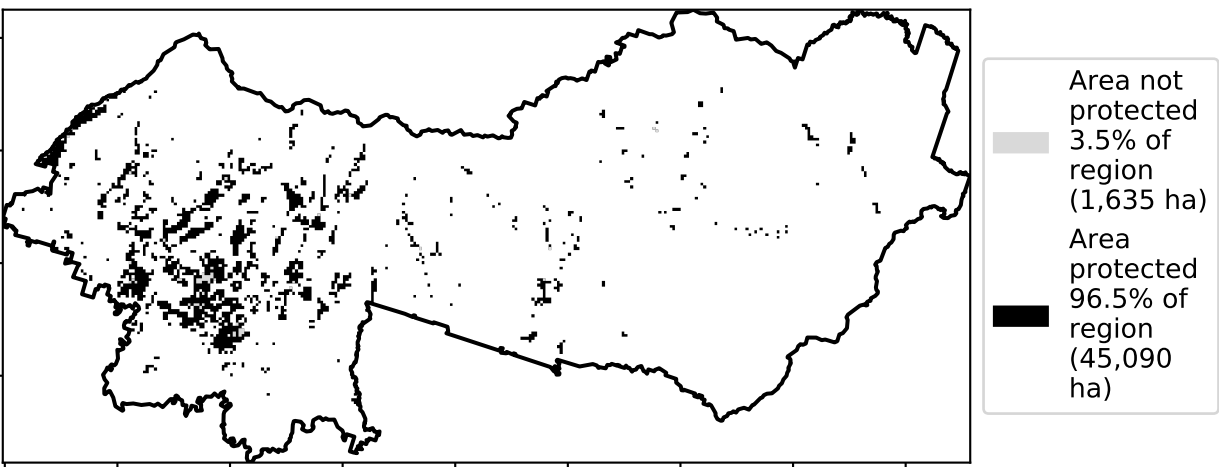 Area not
protected
3.5% of
region
(1,635 ha)
Area
protected
96.5% of
region
(45,090
ha)